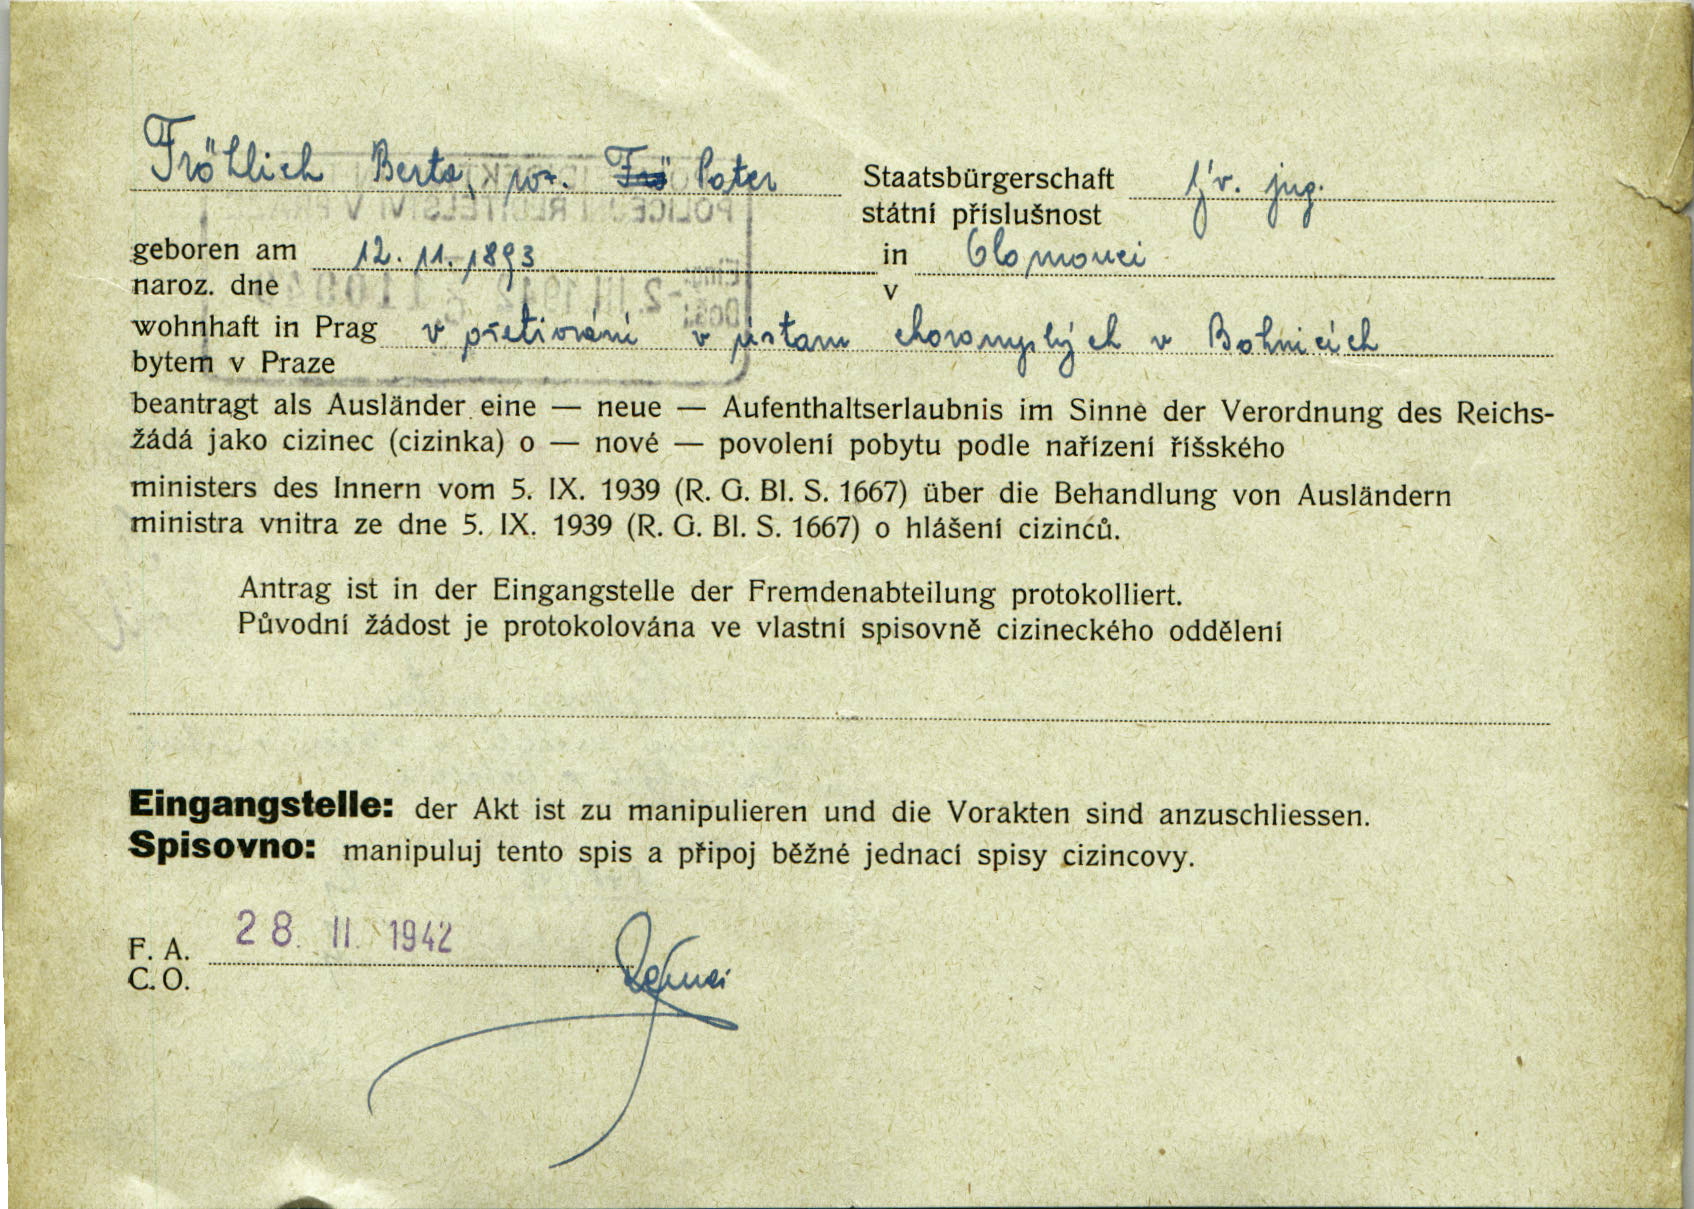 Fröhlich Berta, roz. Pater
Staatsbürgerschaft býv. jug.
státní příslušnost
geboren am 12. 11. 1893 in Olomouci
naroz. dne v
wohnhaft in Prag v ošetřování v ústavu choromyslných v Bohnicích
bytem v Praze
beantragt als Ausländer eine — neue — Aufenthaltserlaubnis im Sinne der Verordnung des Reichs-
žádá jako cizinec (cizinka) o — nové — povolení pobytu podle nařízení říšského
ministers des Innern vom 5. IX. 1939 (R. G. Bl. S. 1667) über die Behandlung von Ausländern
ministra vnitra ze dne 5. IX. 1939 (R. G. Bl. S. 1667) o hlášení cizinců.
Antrag ist in der Eingangstelle der Fremdenabteilung protokolliert.
Původní žádost je protokolována ve vlastní spisovně cizineckého oddělení
Eingangstelle: der Akt ist zu manipulieren und die Vorakten sind anzuschliessen.
Spisovno: manipuluj tento spis a připoj běžné jednací spisy cizincovy.
F. A. 28. II. 1942
C. O.